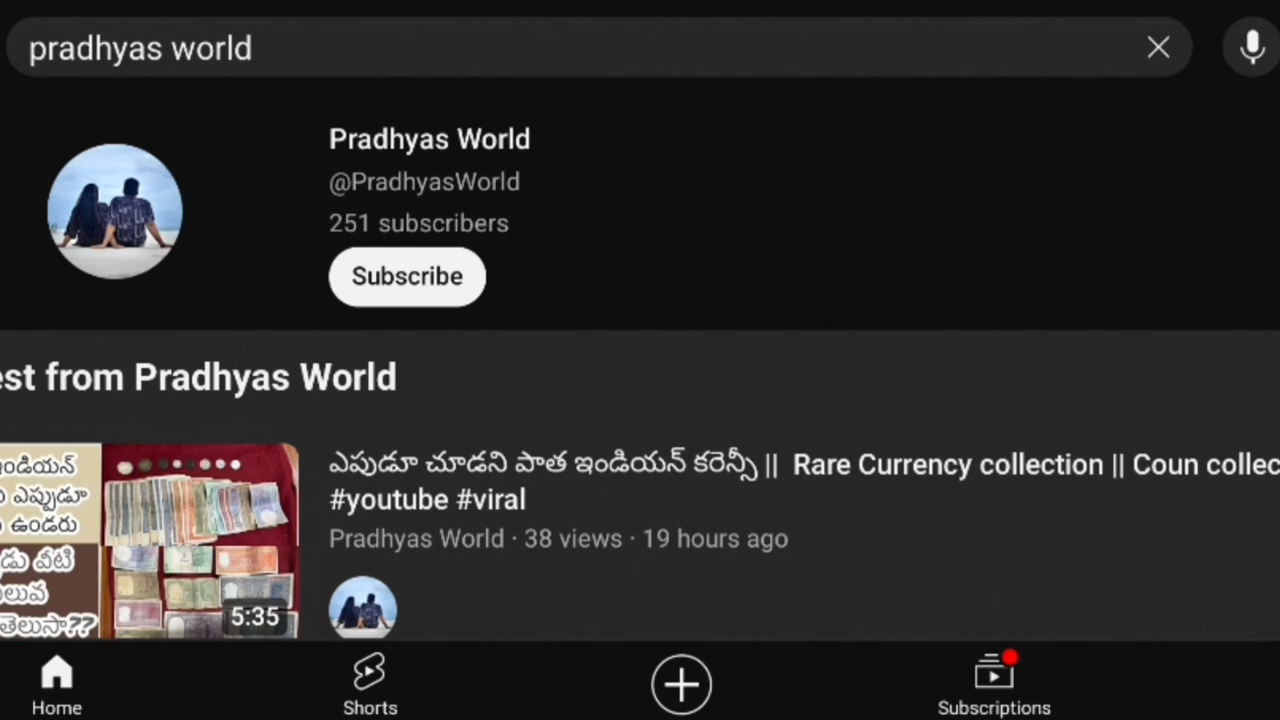 pradhyas world
Pradhyas World
@PradhyasWorld
251 subscribers
Subscribe
est from Pradhyas World
ఇండియన్
ఎప్పుడూ
ఉండరు
వీటి
తెలుసా??
5:35
ఎపుడూ చూడని పాత ఇండియన్ కరెన్సీ || Rare Currency collection || Coun collec
#youtube #viral
Pradhyas World · 38 views · 19 hours ago
Home
Shorts
Subscriptions